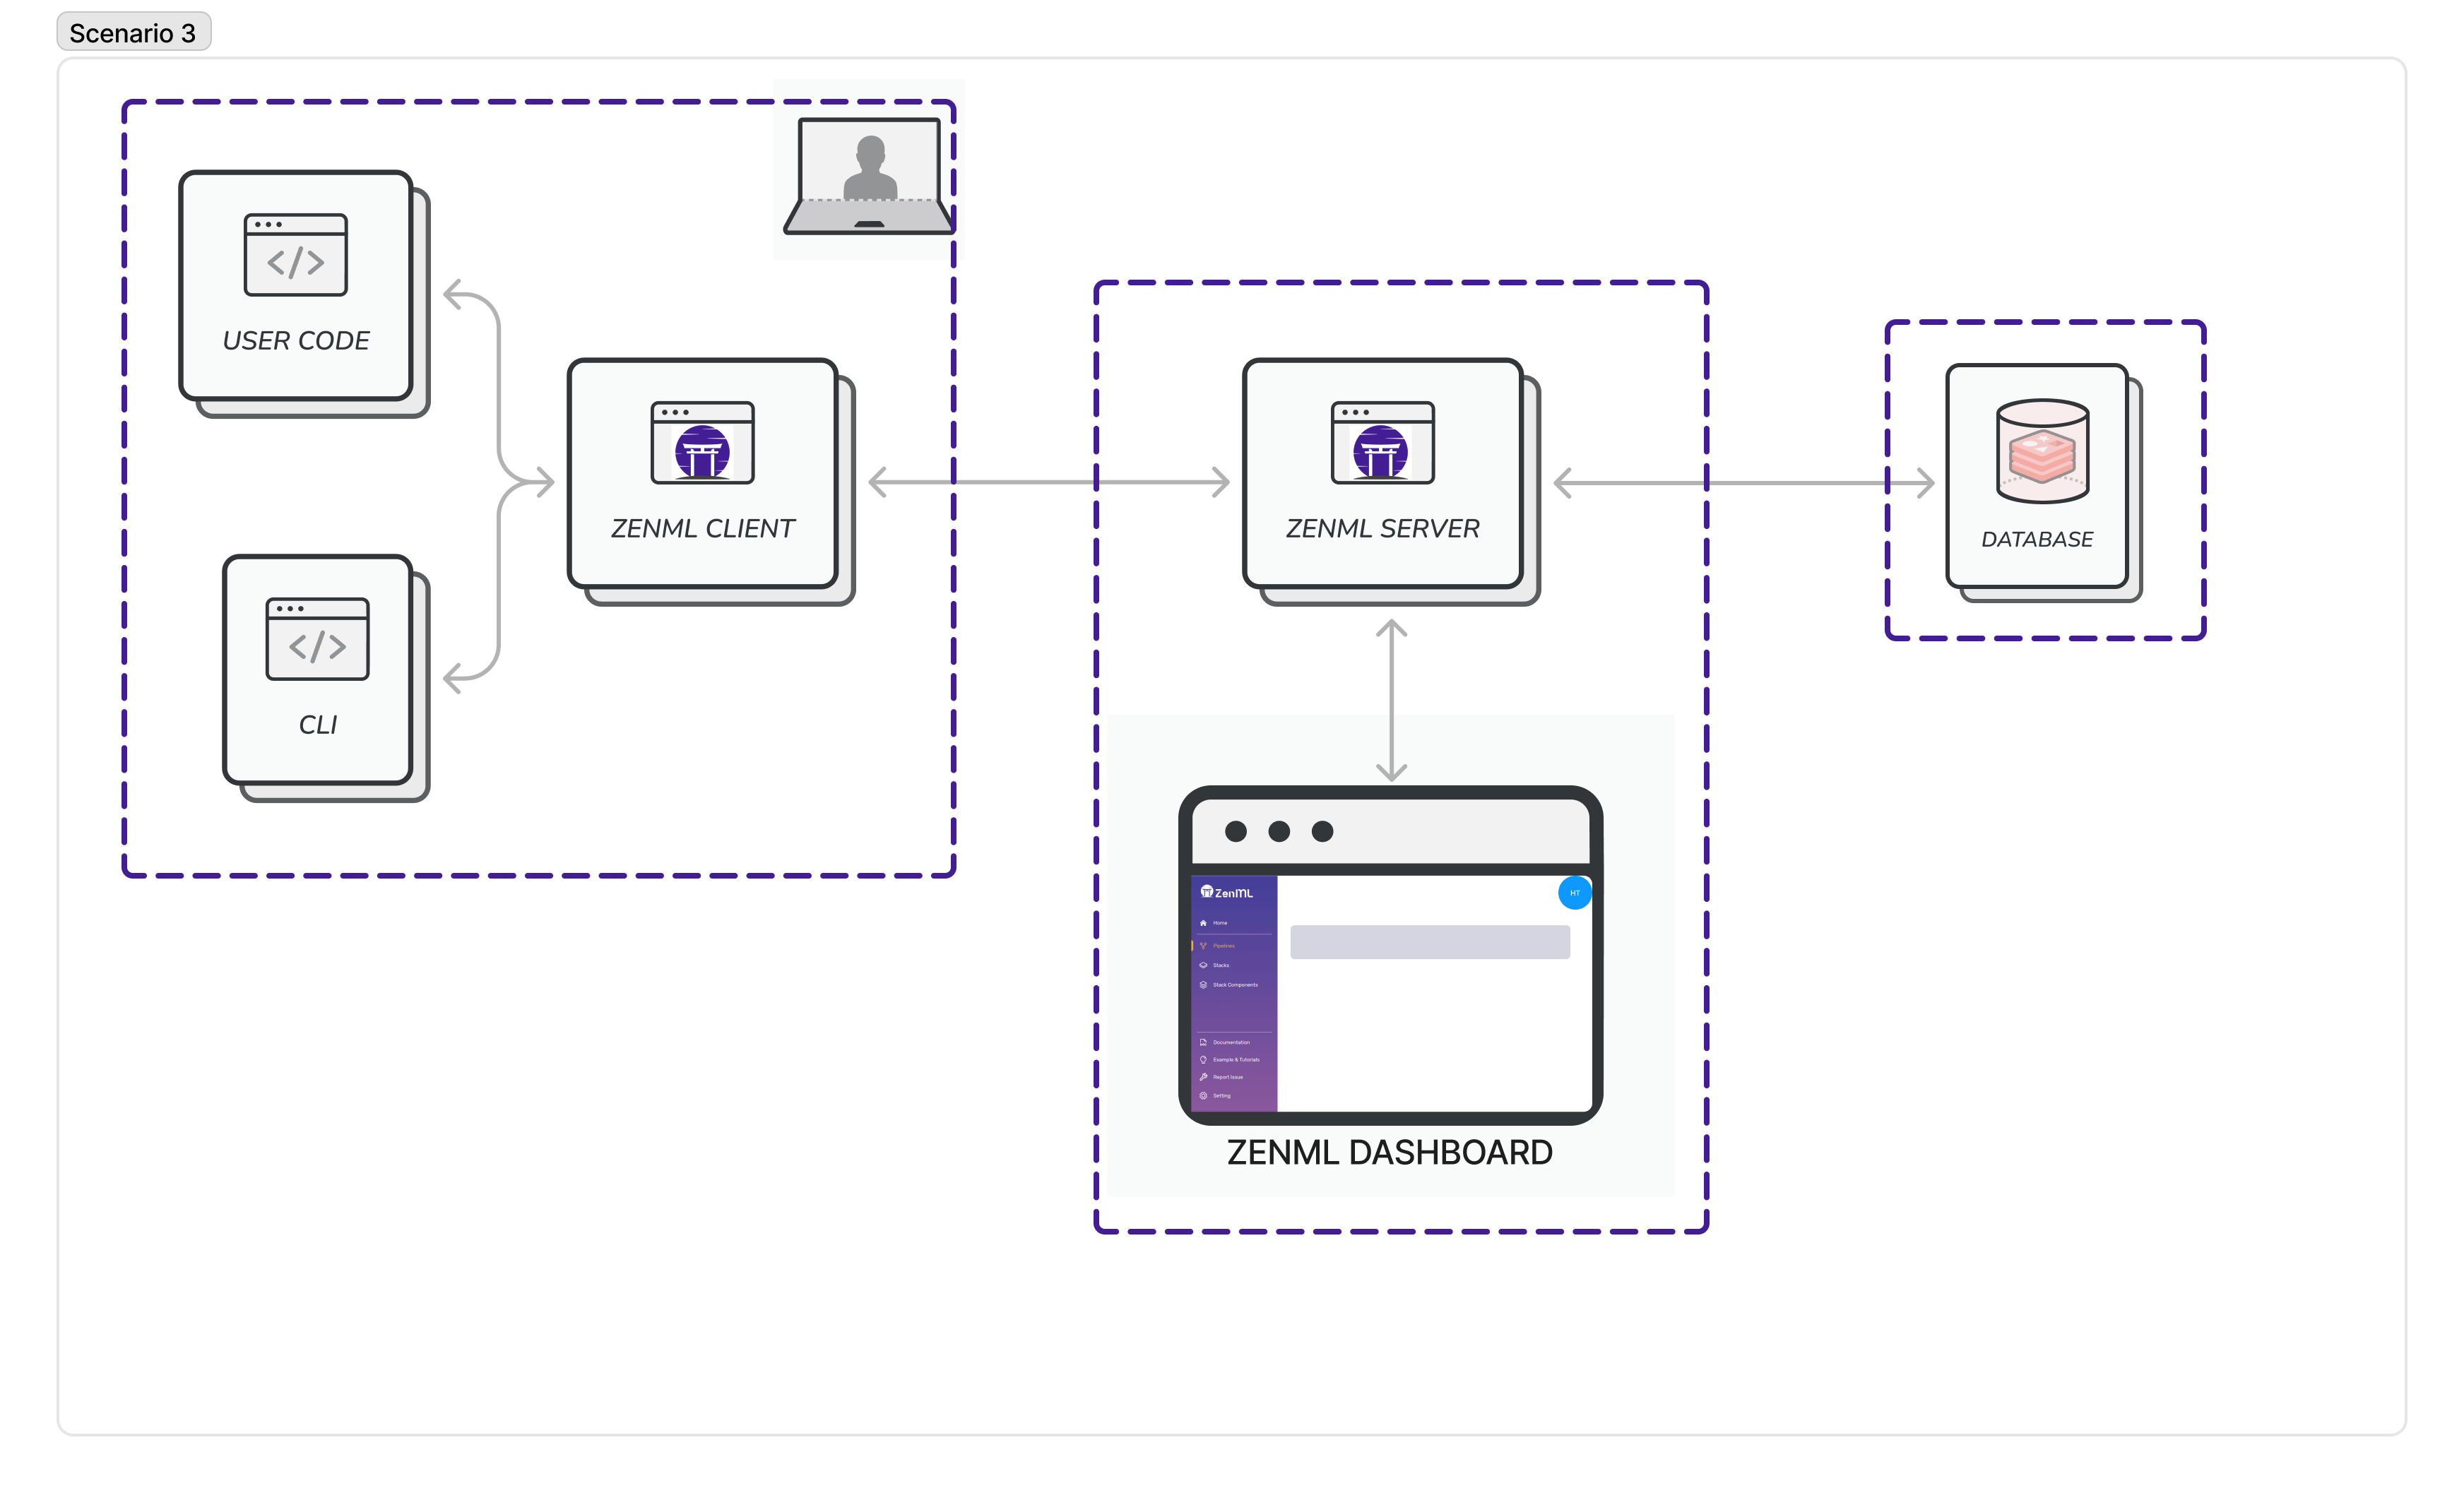 Scenario 3
USER CODE
CLI
ZENML CLIENT
ZENML SERVER
DATABASE
ZenML
HT
Home
Pipelines
Stacks
Stack Components
Documentation
Example & Tutorials
Report Issue
Setting
ZENML DASHBOARD